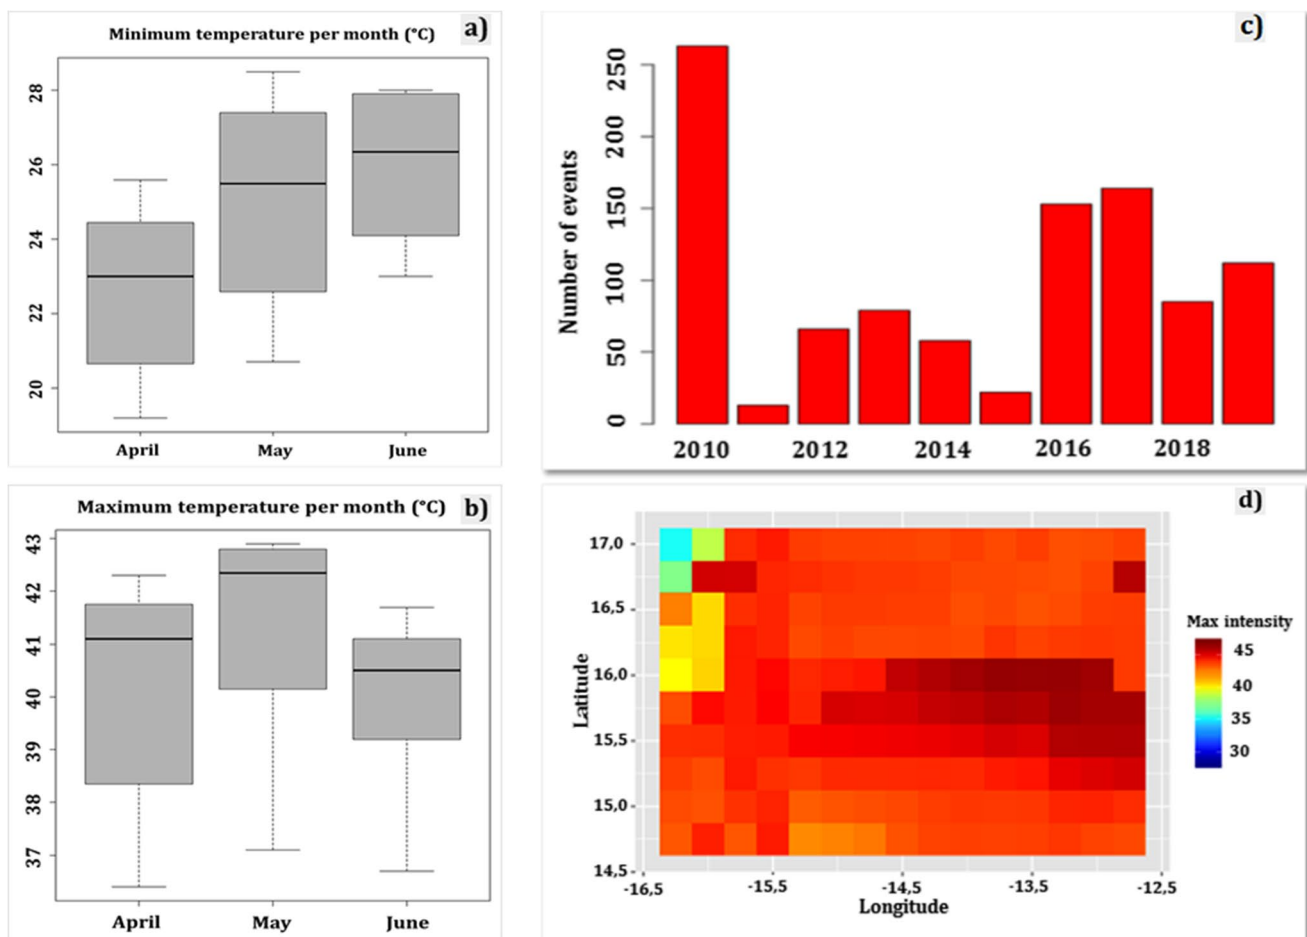 Minimum temperature per month (°C)
a)
28
26
24
22
20
April May June
c)
Number of events
250
200
150
100
50
0
2010 2012 2014 2016 2018
Maximum temperature per month (°C)
b)
43
42
41
40
39
38
37
April May June
d)
Latitude
17,0
16,5
16,0
15,5
15,0
14,5
-16,5 -15,5 -14,5 -13,5 -12,5
Longitude
Max intensity
45
40
35
30